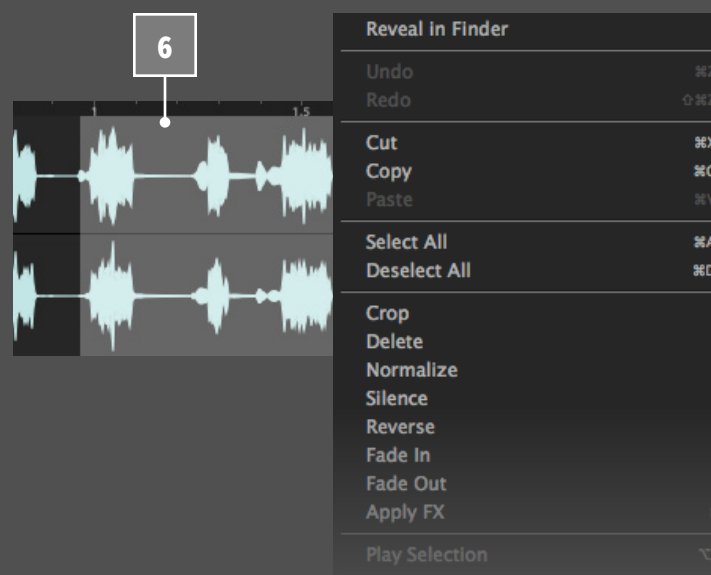 6
1
1.5
Reveal in Finder
Undo ⌘Z
Redo ⇧⌘Z
Cut ⌘X
Copy ⌘C
Paste ⌘V
Select All ⌘A
Deselect All ⌘D
Crop
Delete
Normalize
Silence
Reverse
Fade In
Fade Out
Apply FX
Play Selection ⌥